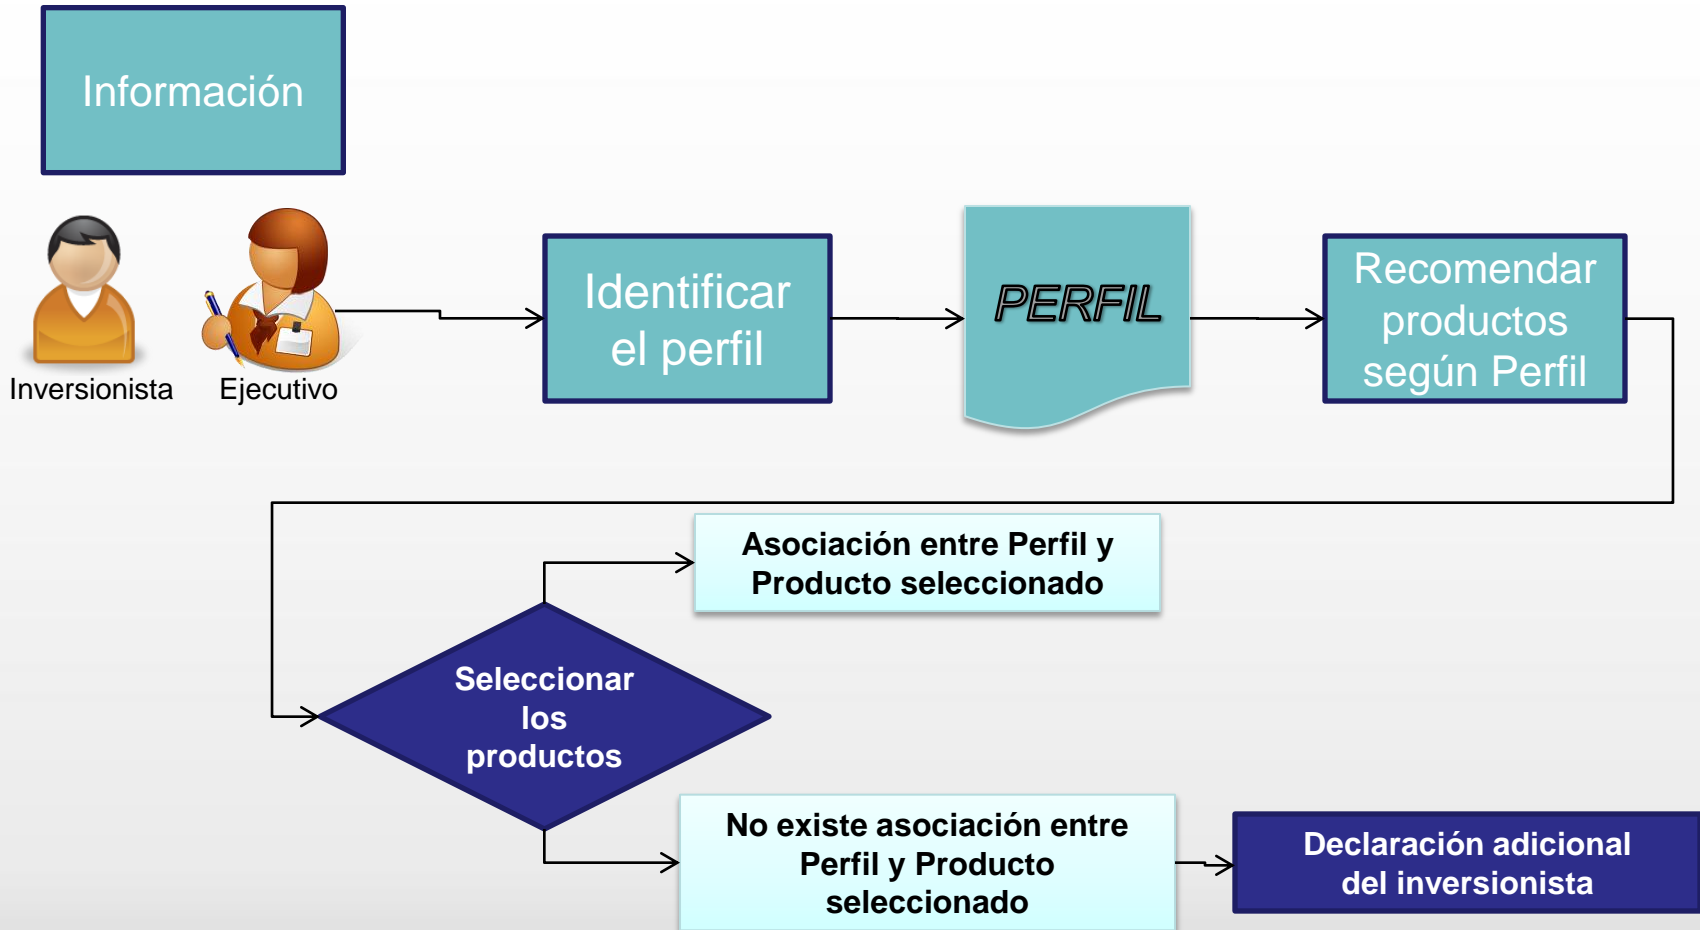 Información
Inversionista
Ejecutivo
Identificar
el perfil
PERFIL
Recomendar
productos
según Perfil
Asociación entre Perfil y
Producto seleccionado
Seleccionar
los
productos
No existe asociación entre
Perfil y Producto
seleccionado
Declaración adicional
del inversionista